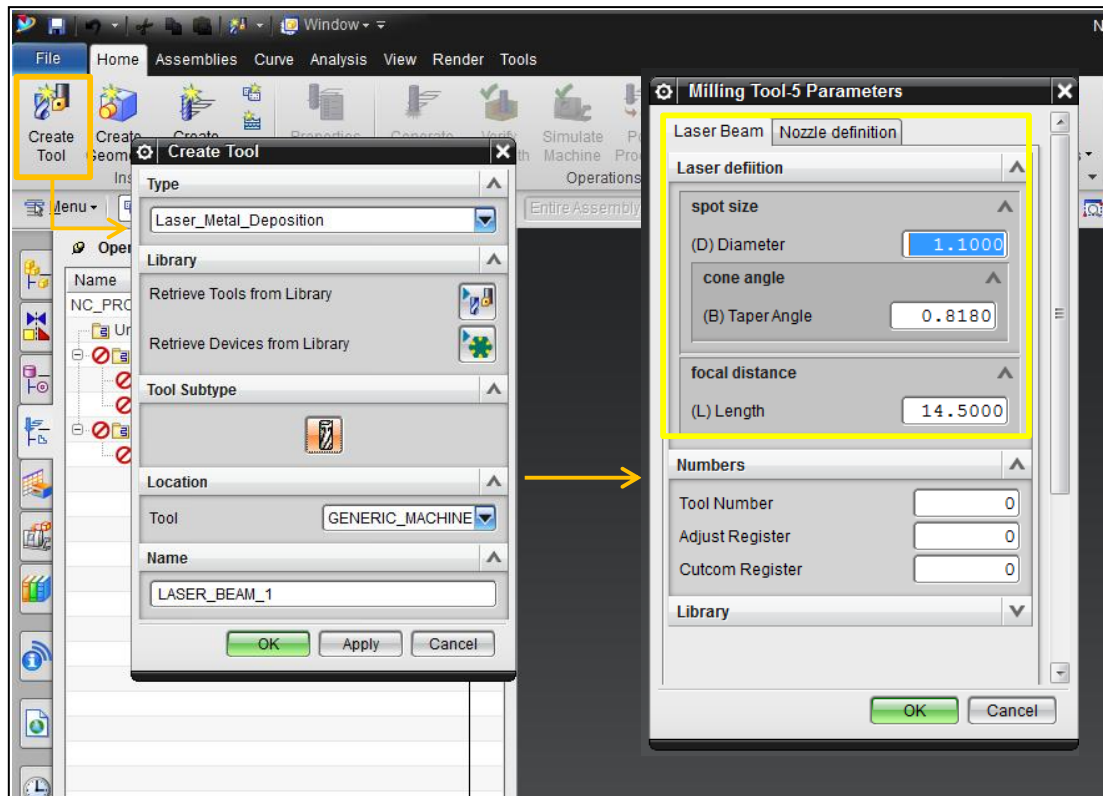 Window
N
File Home Assemblies Curve Analysis View Render Tools
Create Tool
Create
Create
Simulate
Machine
Operations
Menu
Entire Assembly
Name
Create Tool
Type
Laser_Metal_Deposition
Library
Retrieve Tools from Library
Retrieve Devices from Library
Tool Subtype
Location
Tool GENERIC_MACHINE
Name
LASER_BEAM_1
OK Apply Cancel
Milling Tool-5 Parameters
Laser Beam Nozzle definition
Laser defiition
spot size
(D) Diameter 1.1000
cone angle
(B) Taper Angle 0.8180
focal distance
(L) Length 14.5000
Numbers
Tool Number 0
Adjust Register 0
Cutcom Register 0
Library
OK Cancel